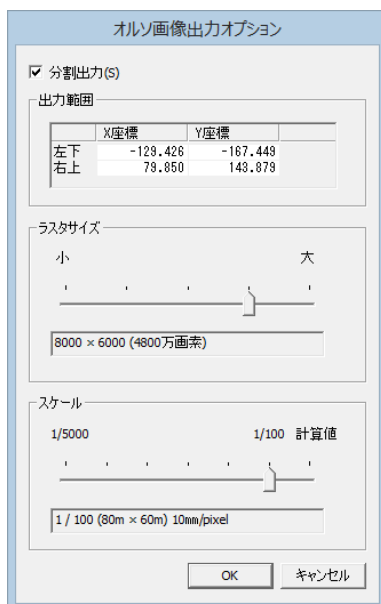 オルソ画像出力オプション
分割出力(S)
出力範囲
X座標 Y座標
左下 -129.426 -167.449
右上 79.850 143.879
ラスタサイズ
小 大
8000 × 6000 (4800万画素)
スケール
1/5000 1/100 計算値
1 / 100 (80m × 60m) 10mm/pixel
OK キャンセル